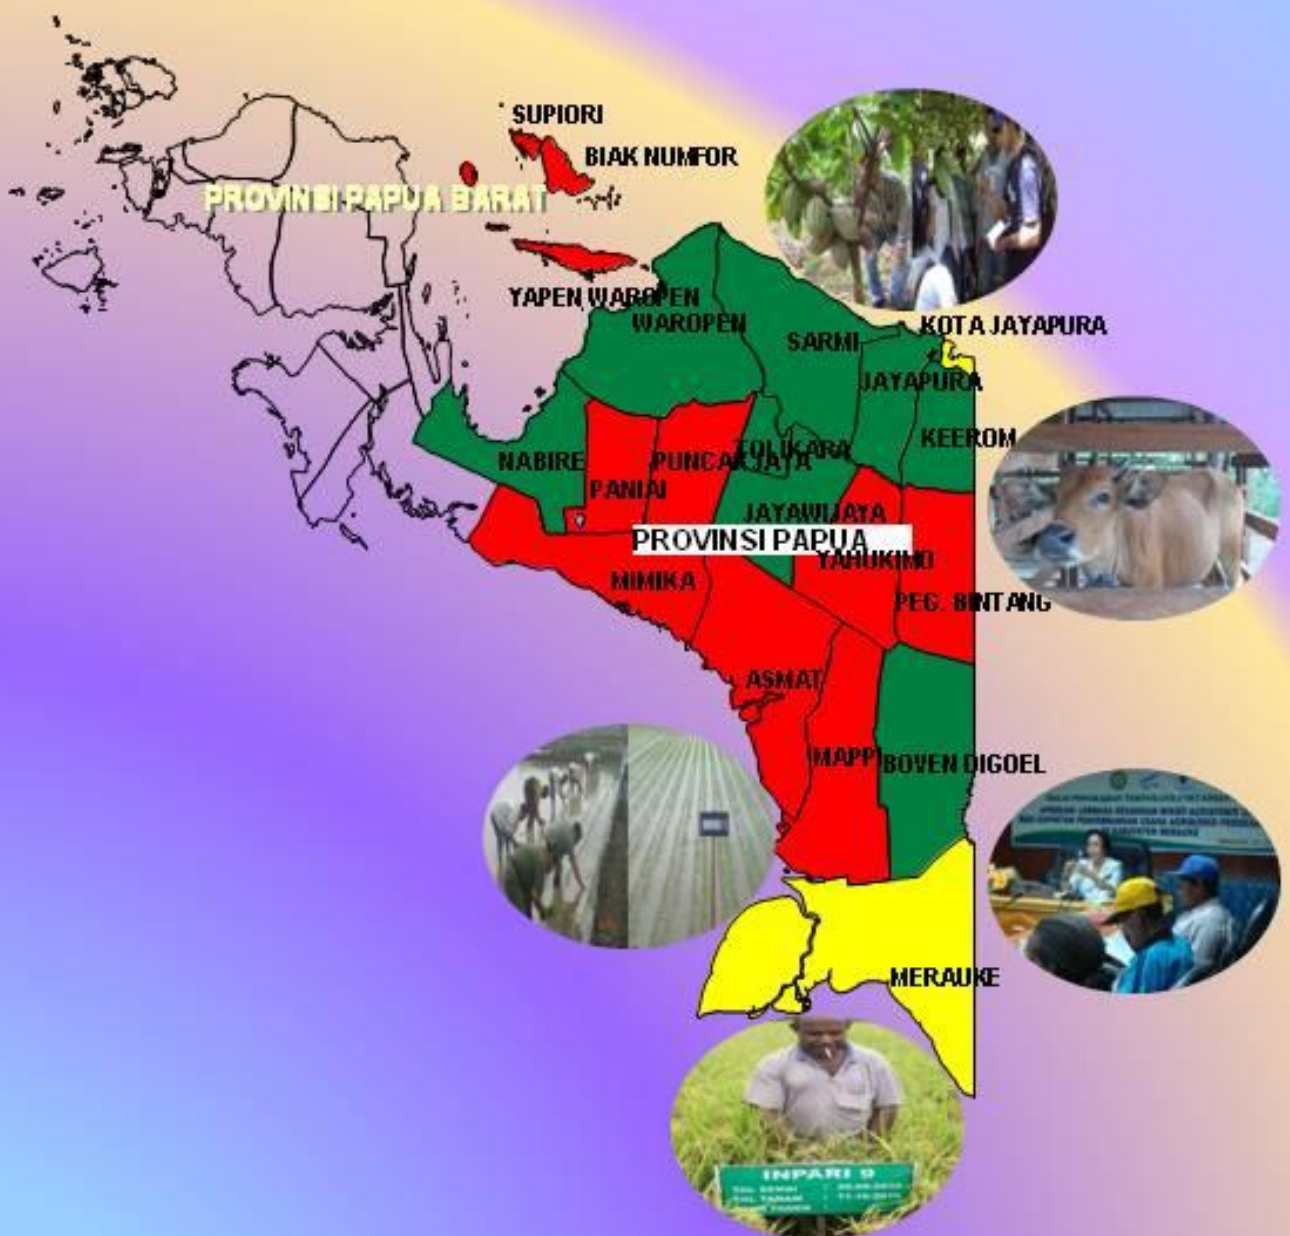 SUPIORI
BIAK NUMFOR
PROVINSI PAPUA BARAT
YAPEN WAROPEN
WAROPEN
KOTA JAYAPURA
SARMI
JAYAPURA
TOLIKARA
KEEROM
NABIRE
PUNCAK JAYA
PANIAI
JAYAWIJAYA
PROVINSI PAPUA
YAHUKIMO
MIMIKA
PEG. BINTANG
ASMAT
MAPPI
BOVEN DIGOEL
MERAUKE
INPARI 9